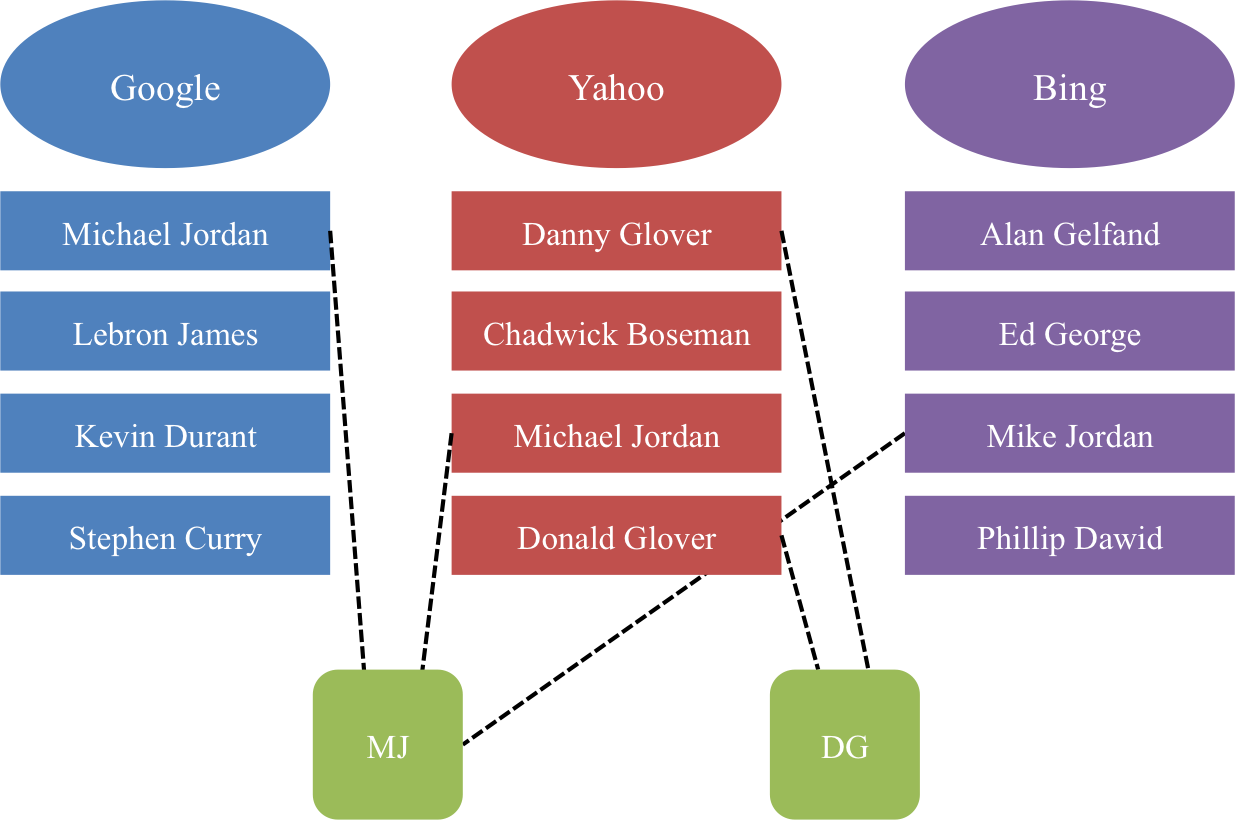 Google
Yahoo
Bing
Michael Jordan
Danny Glover
Alan Gelfand
Lebron James
Chadwick Boseman
Ed George
Kevin Durant
Michael Jordan
Mike Jordan
Stephen Curry
Donald Glover
Phillip Dawid
MJ
DG